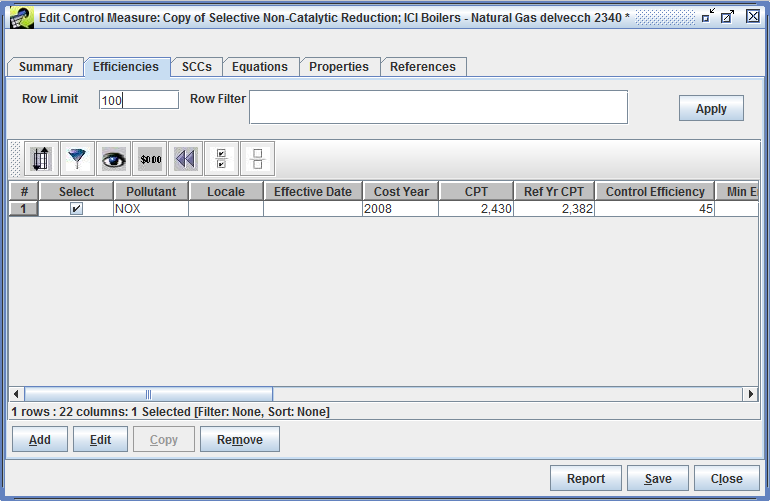 Edit Control Measure: Copy of Selective Non-Catalytic Reduction; ICI Boilers - Natural Gas delvecch 2340 *
Summary Efficiencies SCCs Equations Properties References
Row Limit 100 Row Filter Apply
$0.00
# Select Pollutant Locale Effective Date Cost Year CPT Ref Yr CPT Control Efficiency Min E
1 NOX 2008 2,430 2,382 45
1 rows : 22 columns: 1 Selected [Filter: None, Sort: None]
Add Edit Copy Remove
Report Save Close